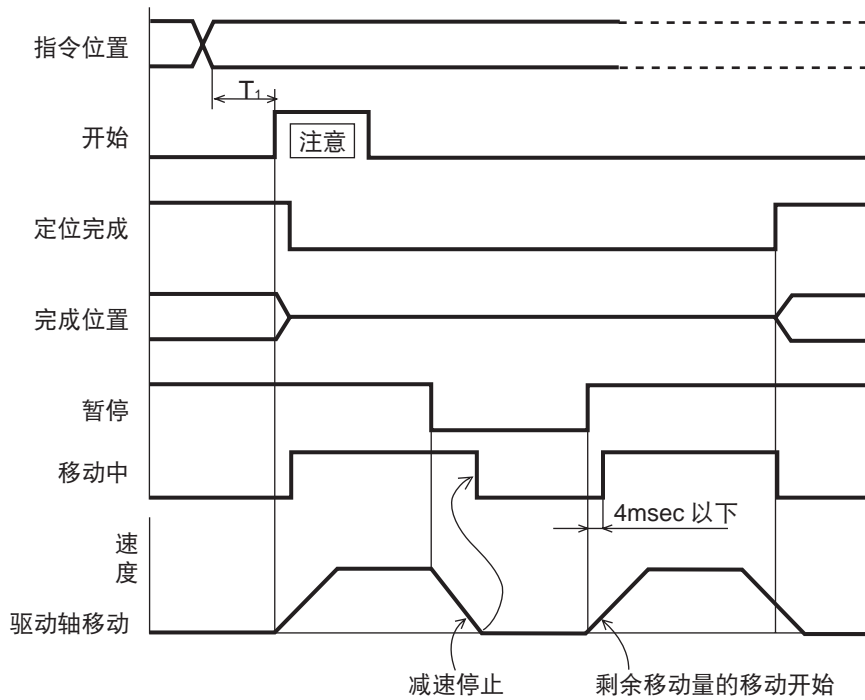 指令位置
T1
开始
注意
定位完成
完成位置
暂停
移动中
4msec 以下
速
度
驱动轴移动
减速停止
剩余移动量的移动开始